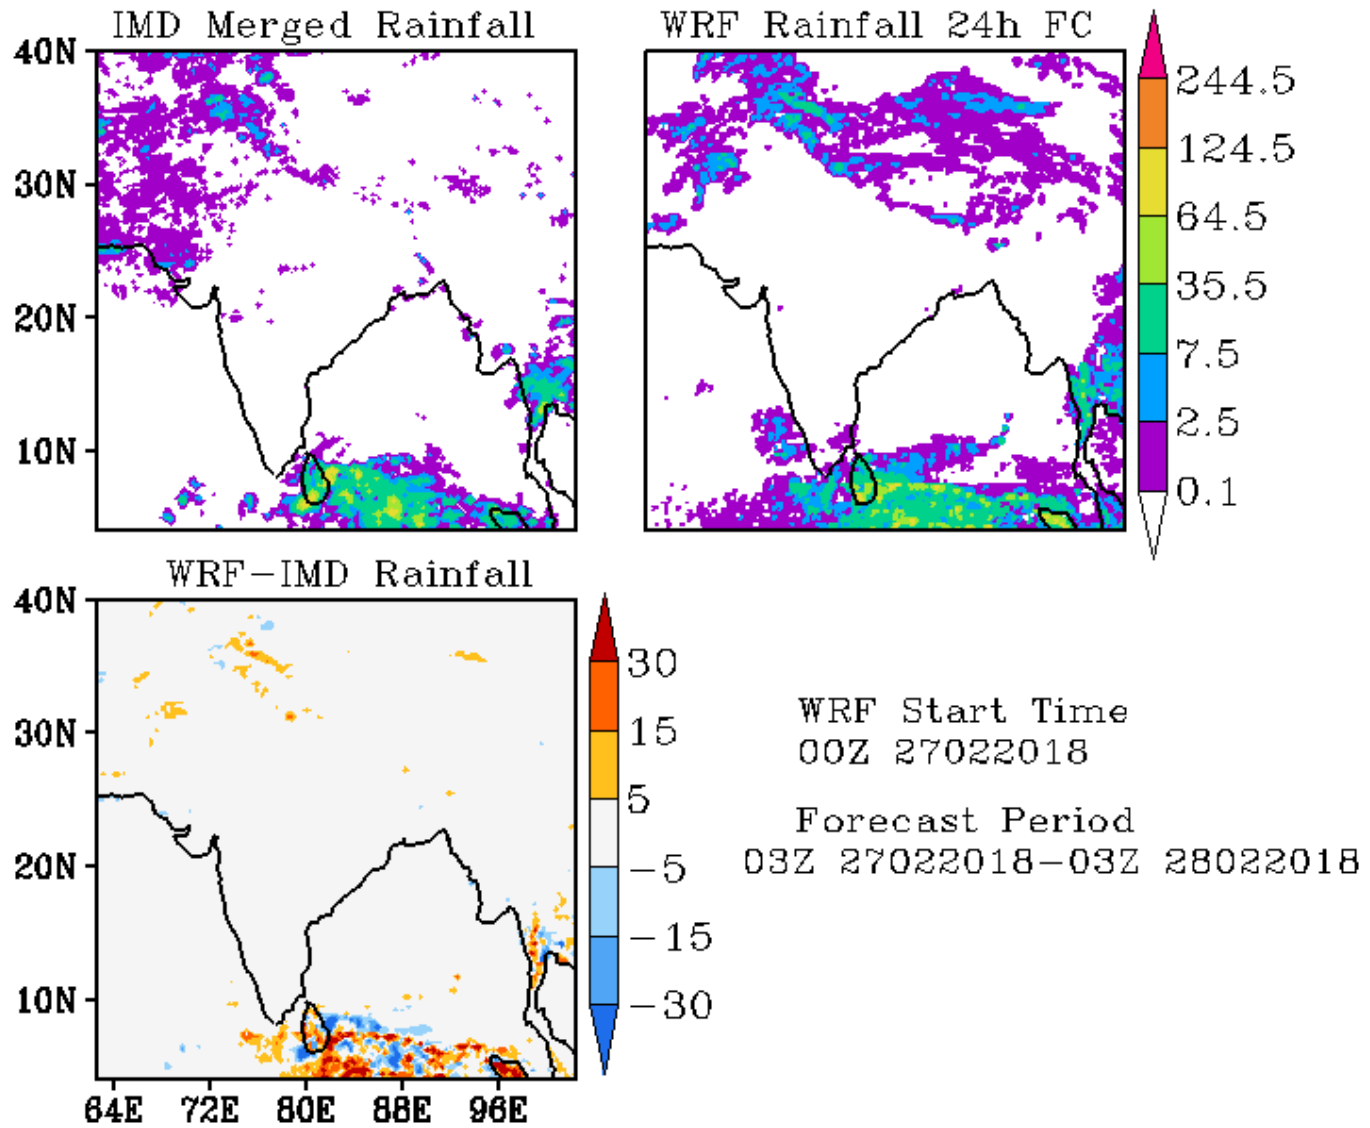 IMD Merged Rainfall
WRF Rainfall 24h FC
40N
30N
20N
10N
244.5
124.5
64.5
35.5
7.5
2.5
0.1
WRF-IMD Rainfall
40N
30N
20N
10N
64E 72E 80E 88E 96E
30
15
5
-5
-15
-30
WRF Start Time
00Z 27022018
Forecast Period
03Z 27022018-03Z 28022018